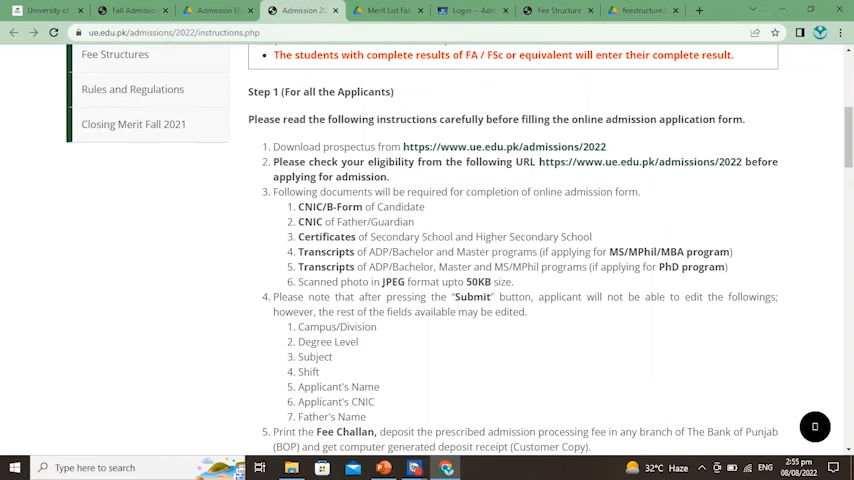 University of
Fall Admissio
Admission El
Admission 20
Merit List Fal
Login -- Adm
Fee Structure
feestructure2
ue.edu.pk/admissions/2022/instructions.php
Fee Structures
Rules and Regulations
Closing Merit Fall 2021
• The students with complete results of FA / FSc or equivalent will enter their complete result.
Step 1 (For all the Applicants)
Please read the following instructions carefully before filling the online admission application form.
1. Download prospectus from https://www.ue.edu.pk/admissions/2022
2. Please check your eligibility from the following URL https://www.ue.edu.pk/admissions/2022 before
applying for admission.
3. Following documents will be required for completion of online admission form.
1. CNIC/B-Form of Candidate
2. CNIC of Father/Guardian
3. Certificates of Secondary School and Higher Secondary School
4. Transcripts of ADP/Bachelor and Master programs (if applying for MS/MPhil/MBA program)
5. Transcripts of ADP/Bachelor, Master and MS/MPhil programs (if applying for PhD program)
6. Scanned photo in JPEG format upto 50KB size.
4. Please note that after pressing the "Submit" button, applicant will not be able to edit the followings;
however, the rest of the fields available may be edited.
1. Campus/Division
2. Degree Level
3. Subject
4. Shift
5. Applicant's Name
6. Applicant's CNIC
7. Father's Name
5. Print the Fee Challan, deposit the prescribed admission processing fee in any branch of The Bank of Punjab
(BOP) and get computer generated deposit receipt (Customer Copy).
Type here to search
32°C Haze
ENG
2:55 pm
08/08/2022